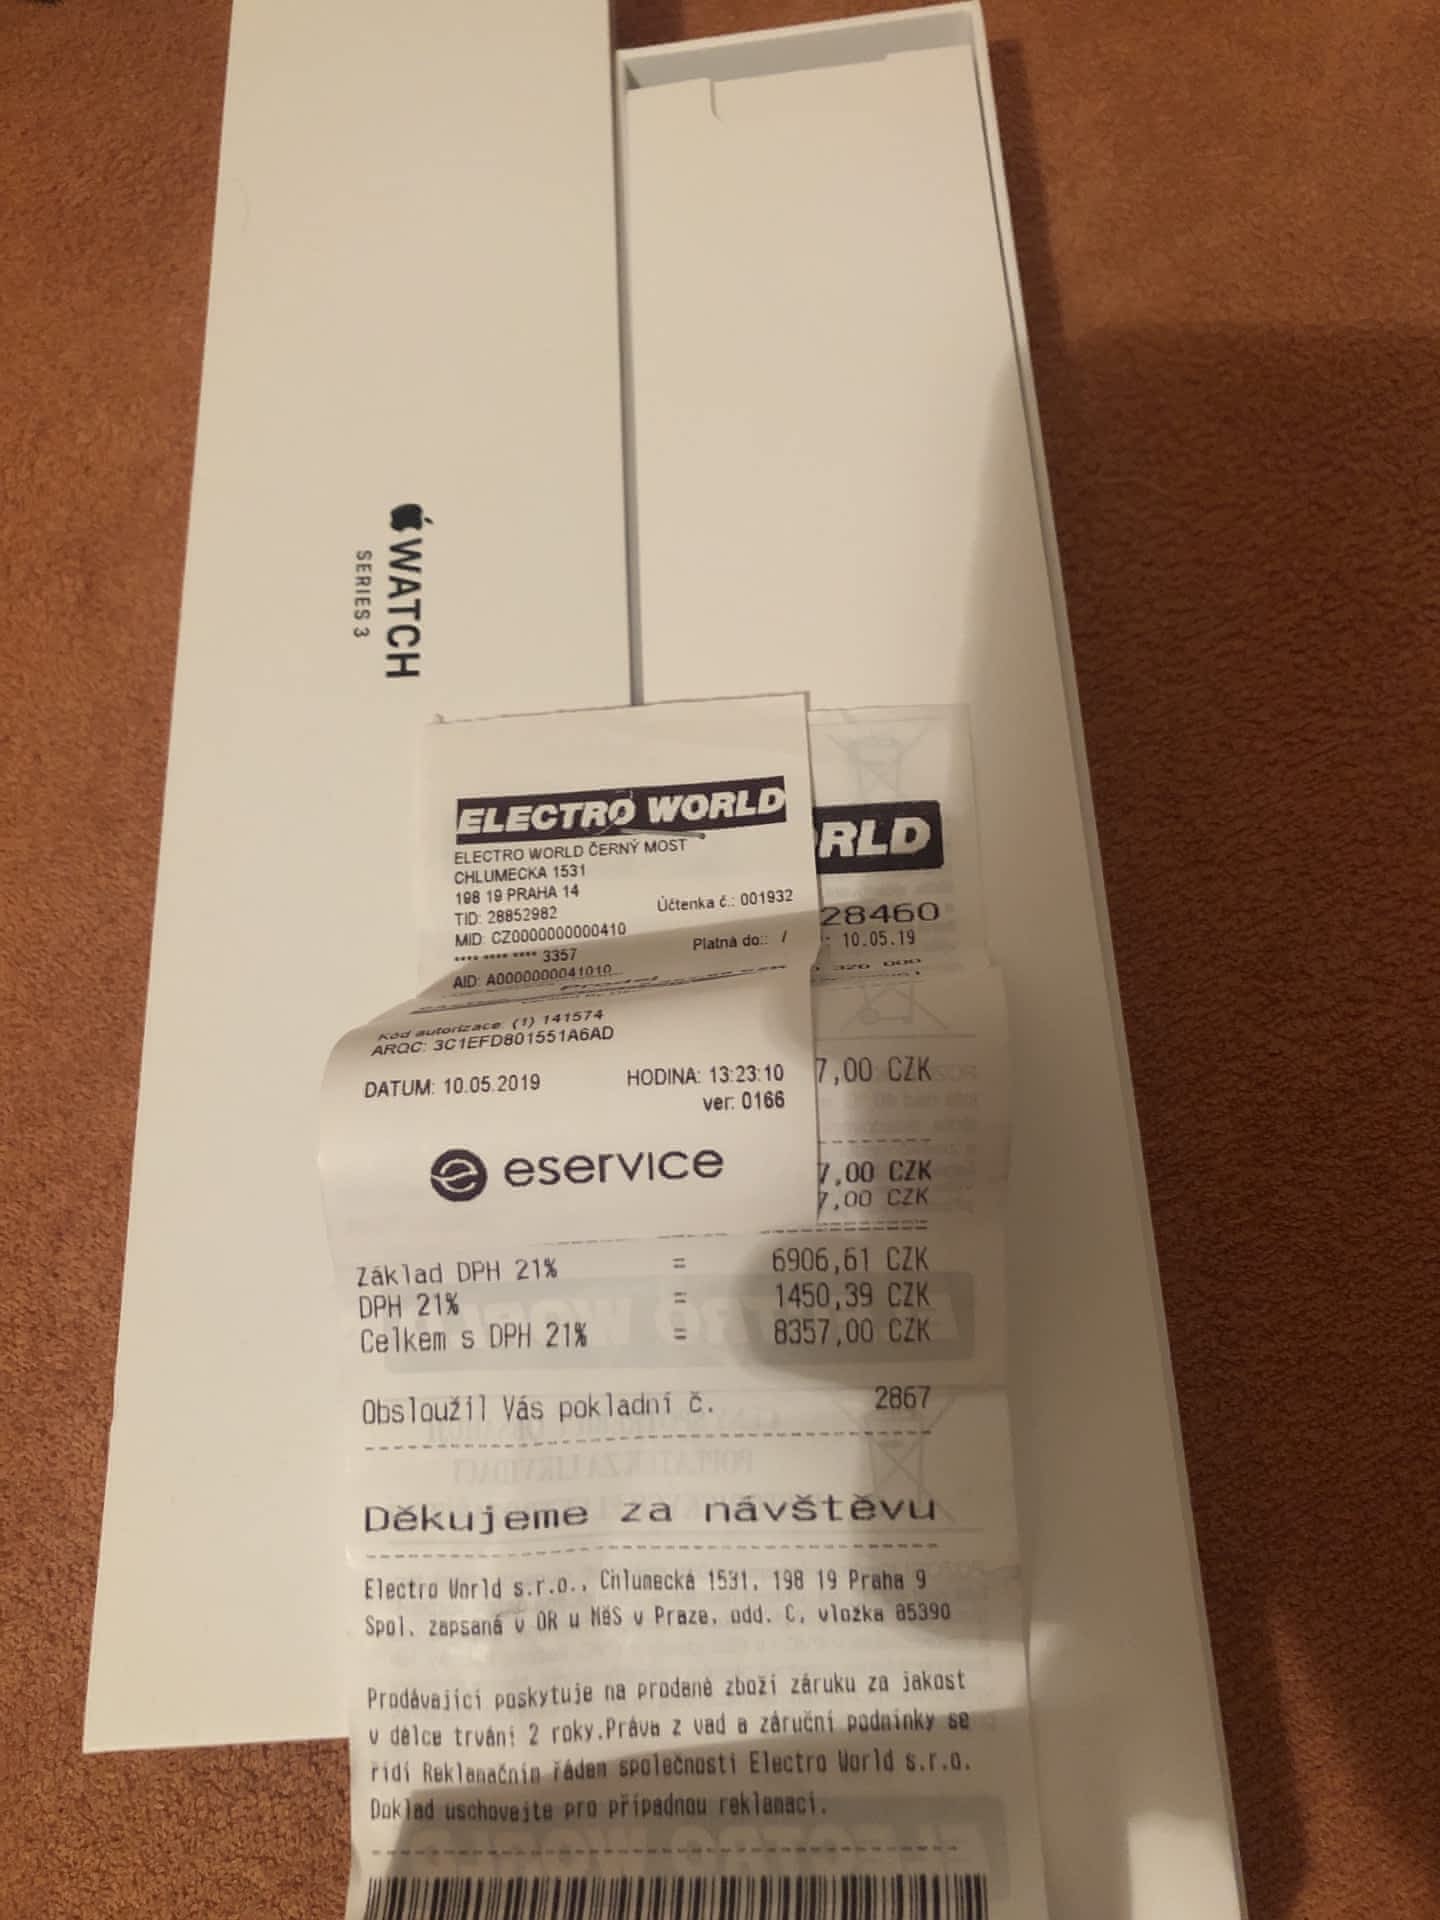 WATCH
SERIES 3
ELECTRO WORLD
ELECTRO WORLD ČERNÝ MOST
CHLUMECKA 1531
198 19 PRAHA 14
TID: 28852982 Účtenka č.: 001932
MID: CZ0000000000410
**** **** **** 3357 Platná do:: /
AID: A0000000041010
Prodej
Kód autorizace (1) 141574
ARQC: 3C1EFD801551A6AD
DATUM: 10.05.2019 HODINA: 13:23:10
ver: 0166
eservice
RLD
28460
10.05.19
7,00 CZK
7,00 CZK
7,00 CZK
Základ DPH 21% = 6906,61 CZK
DPH 21% = 1450,39 CZK
Celkem s DPH 21% = 8357,00 CZK
Obsloužil Vás pokladní č. 2867
Děkujeme za návštěvu
Electro World s.r.o., Chlumecká 1531, 198 19 Praha 9
Spol. zapsaná v OR u MěS v Praze, odd. C, vložka 85390
Prodávající poskytuje na prodané zboží záruku za jakost
v délce trvání 2 roky.Práva z vad a záruční podmínky se
řídí Reklamačním řádem společnosti Electro World s.r.o.
Doklad uschovejte pro případnou reklamaci.